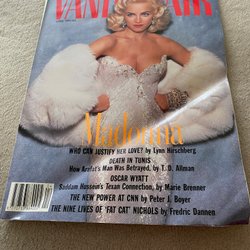 VANITY FAIR
Madonna
WHO CAN JUSTIFY HER LOVE? by Lynn Hirschberg
DEATH IN TUNIS
How Arafat's Man Was Betrayed, by T. D. Allman
OSCAR WYATT
Saddam Hussein's Texas Connection, by Marie Brenner
THE NEW POWER AT CNN by Peter J. Boyer
THE NINE LIVES OF 'FAT CAT' NICHOLS by Fredric Dannen